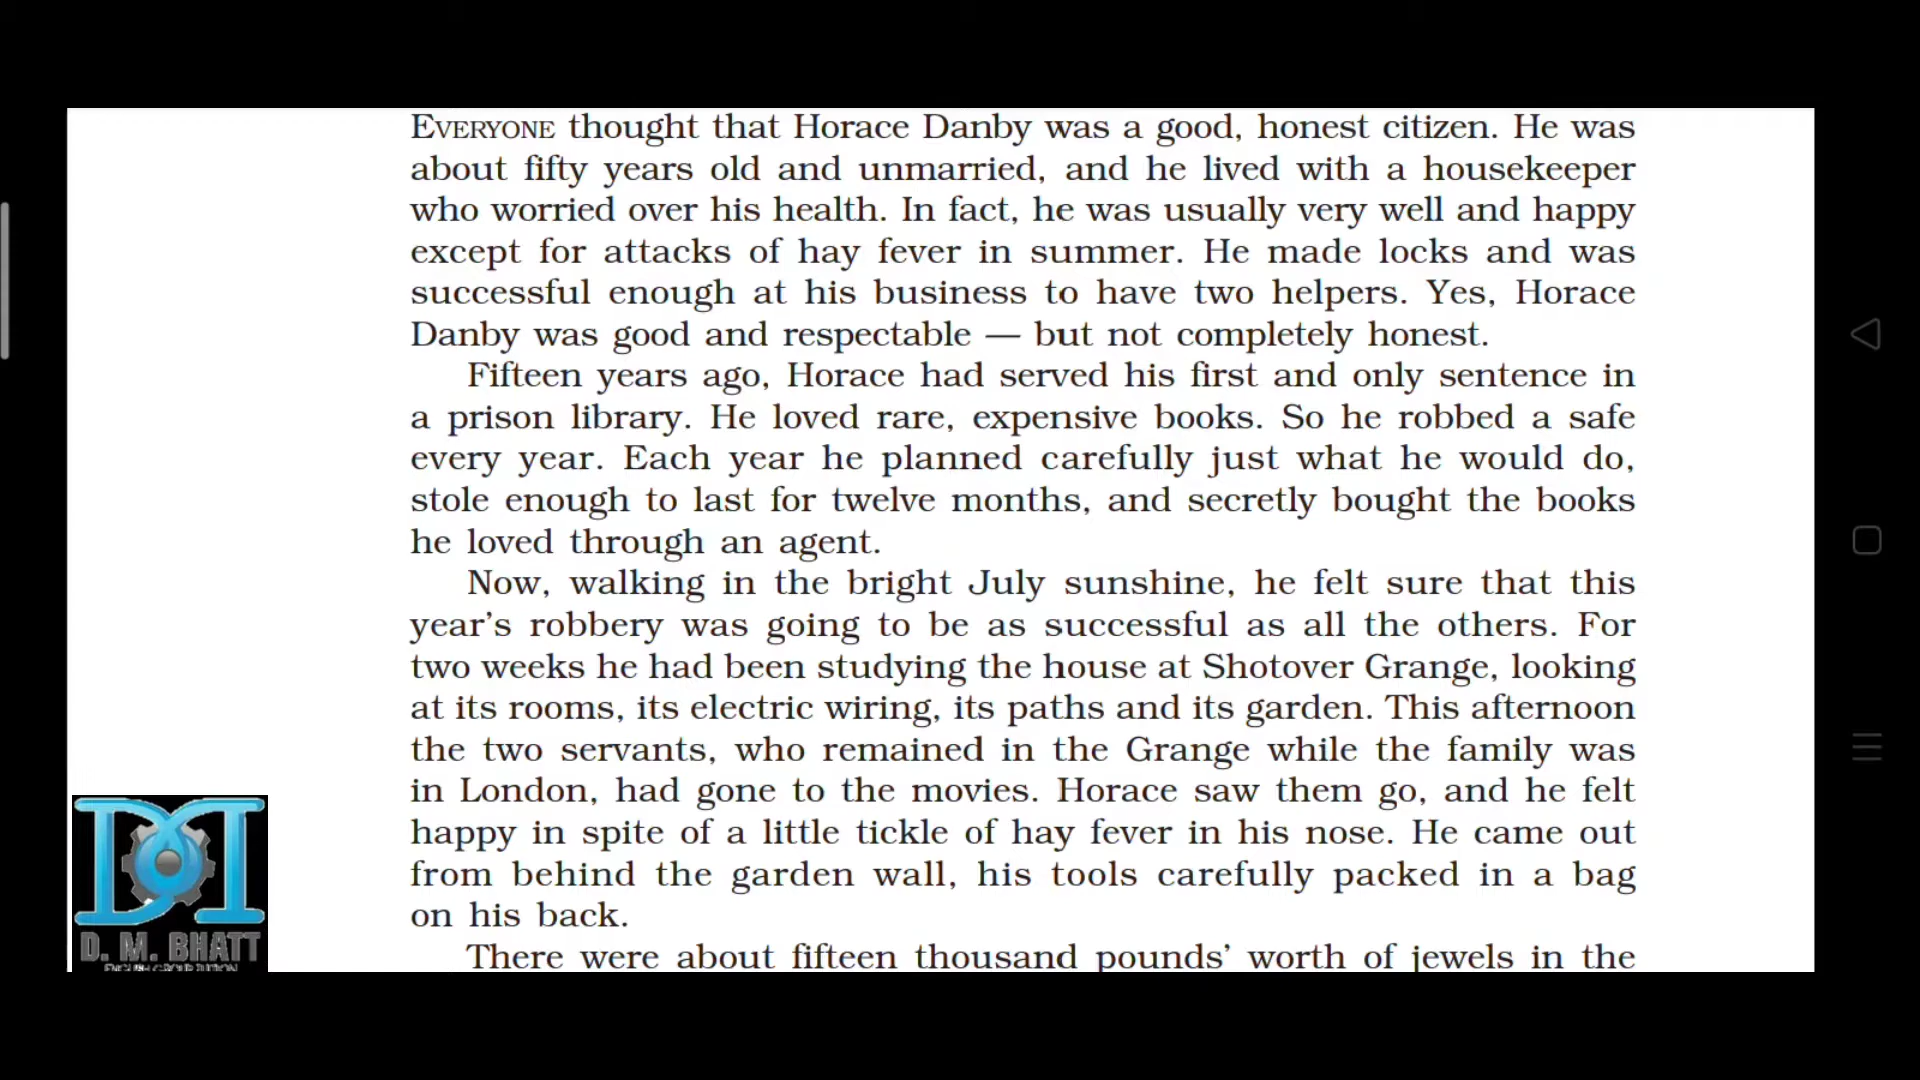 EVERYONE thought that Horace Danby was a good, honest citizen. He was
about fifty years old and unmarried, and he lived with a housekeeper
who worried over his health. In fact, he was usually very well and happy
except for attacks of hay fever in summer. He made locks and was
successful enough at his business to have two helpers. Yes, Horace
Danby was good and respectable — but not completely honest.
Fifteen years ago, Horace had served his first and only sentence in
a prison library. He loved rare, expensive books. So he robbed a safe
every year. Each year he planned carefully just what he would do,
stole enough to last for twelve months, and secretly bought the books
he loved through an agent.
Now, walking in the bright July sunshine, he felt sure that this
year’s robbery was going to be as successful as all the others. For
two weeks he had been studying the house at Shotover Grange, looking
at its rooms, its electric wiring, its paths and its garden. This afternoon
the two servants, who remained in the Grange while the family was
in London, had gone to the movies. Horace saw them go, and he felt
happy in spite of a little tickle of hay fever in his nose. He came out
from behind the garden wall, his tools carefully packed in a bag
on his back.
There were about fifteen thousand pounds’ worth of jewels in the
D. M. BHATT